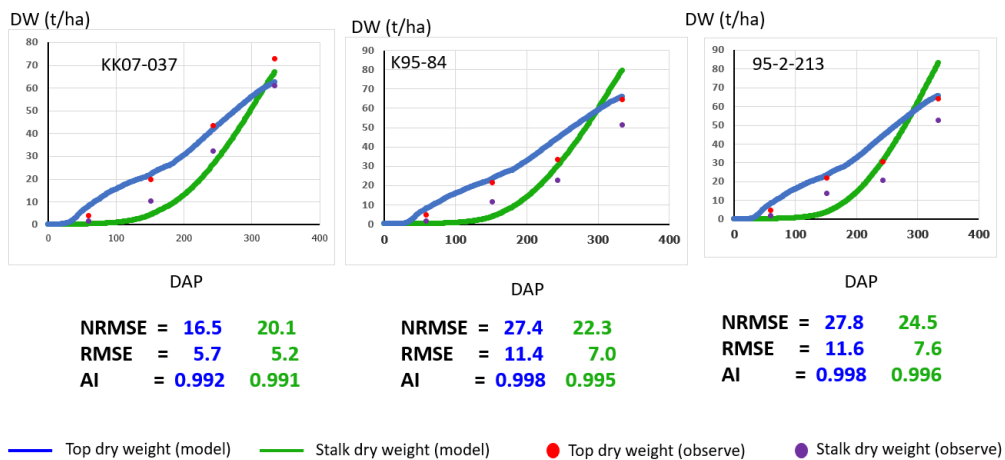 DW (t/ha)
DW (t/ha)
DW (t/ha)
KK07-037
80
70
60
50
40
30
20
10
0
0 100 200 300 400
K95-84
90
80
70
60
50
40
30
20
10
0
0 100 200 300 400
95-2-213
90
80
70
60
50
40
30
20
10
0
0 100 200 300 400
DAP
DAP
DAP
NRMSE = 16.5 20.1
RMSE = 5.7 5.2
AI = 0.992 0.991
NRMSE = 27.4 22.3
RMSE = 11.4 7.0
AI = 0.998 0.995
NRMSE = 27.8 24.5
RMSE = 11.6 7.6
AI = 0.998 0.996
Top dry weight (model) Stalk dry weight (model) Top dry weight (observe) Stalk dry weight (observe)